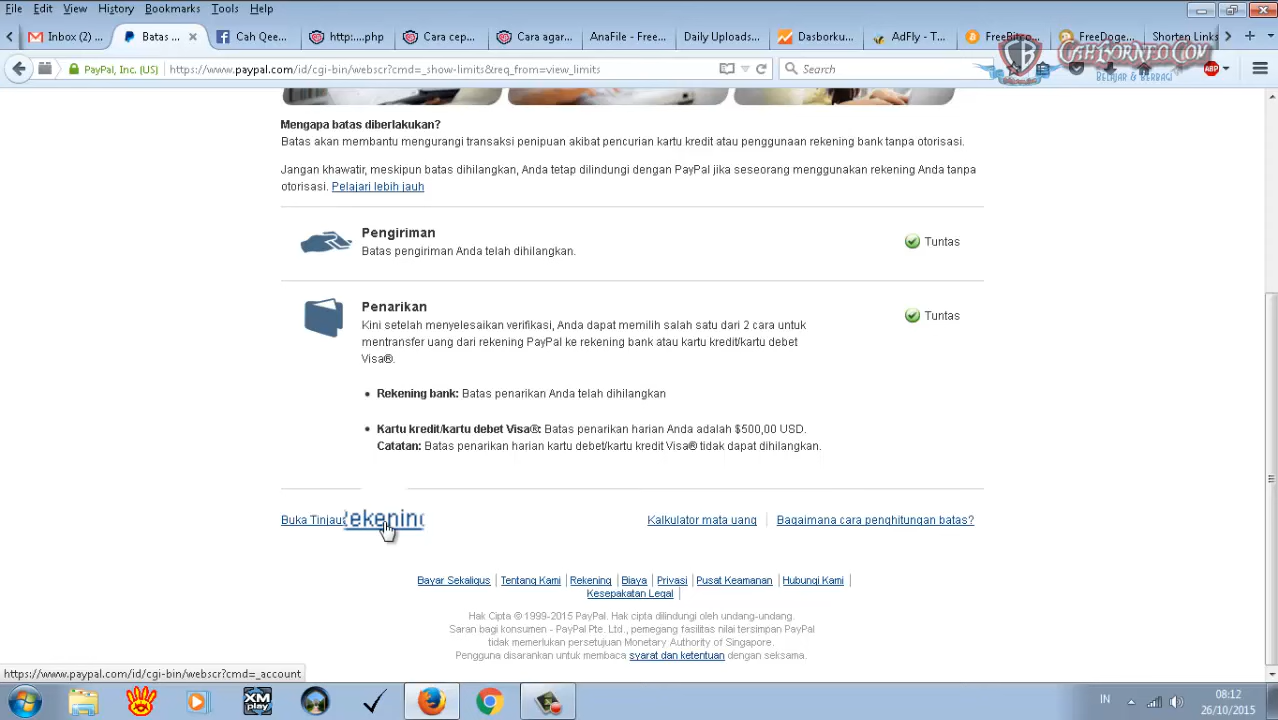 File Edit View History Bookmarks Tools Help
Inbox (2) ... Batas ... Cah Qee... http:....php Cara cep... Cara agar... AnaFile - Free... Daily Uploads... Dasborku... AdFly - T... FreeBitco... FreeDoge... Shorten Links
PayPal, Inc. (US) https://www.paypal.com/id/cgi-bin/webscr?cmd=_show-limits&req_from=view_limits Search ABP
BELAJAR & BERBAGI
Mengapa batas diberlakukan?
Batas akan membantu mengurangi transaksi penipuan akibat pencurian kartu kredit atau penggunaan rekening bank tanpa otorisasi.
Jangan khawatir, meskipun batas dihilangkan, Anda tetap dilindungi dengan PayPal jika seseorang menggunakan rekening Anda tanpa
otorisasi. Pelajari lebih jauh
Pengiriman
Batas pengiriman Anda telah dihilangkan.
Tuntas
Penarikan
Kini setelah menyelesaikan verifikasi, Anda dapat memilih salah satu dari 2 cara untuk
mentransfer uang dari rekening PayPal ke rekening bank atau kartu kredit/kartu debet
Visa®.
Tuntas
• Rekening bank: Batas penarikan Anda telah dihilangkan
• Kartu kredit/kartu debet Visa®: Batas penarikan harian Anda adalah $500,00 USD.
Catatan: Batas penarikan harian kartu debet/kartu kredit Visa® tidak dapat dihilangkan.
Buka Tinjau ekening Kalkulator mata uang Bagaimana cara penghitungan batas?
Bayar Sekaligus Tentang Kami Rekening Biaya Privasi Pusat Keamanan Hubungi Kami
Kesepakatan Legal
Hak Cipta © 1999-2015 PayPal. Hak cipta dilindungi oleh undang-undang.
Saran bagi konsumen - PayPal Pte. Ltd., pemegang fasilitas nilai tersimpan PayPal
tidak memerlukan persetujuan Monetary Authority of Singapore.
Pengguna disarankan untuk membaca syarat dan ketentuan dengan seksama.
https://www.paypal.com/id/cgi-bin/webscr?cmd=_account
XM play IN 08:12
26/10/2015